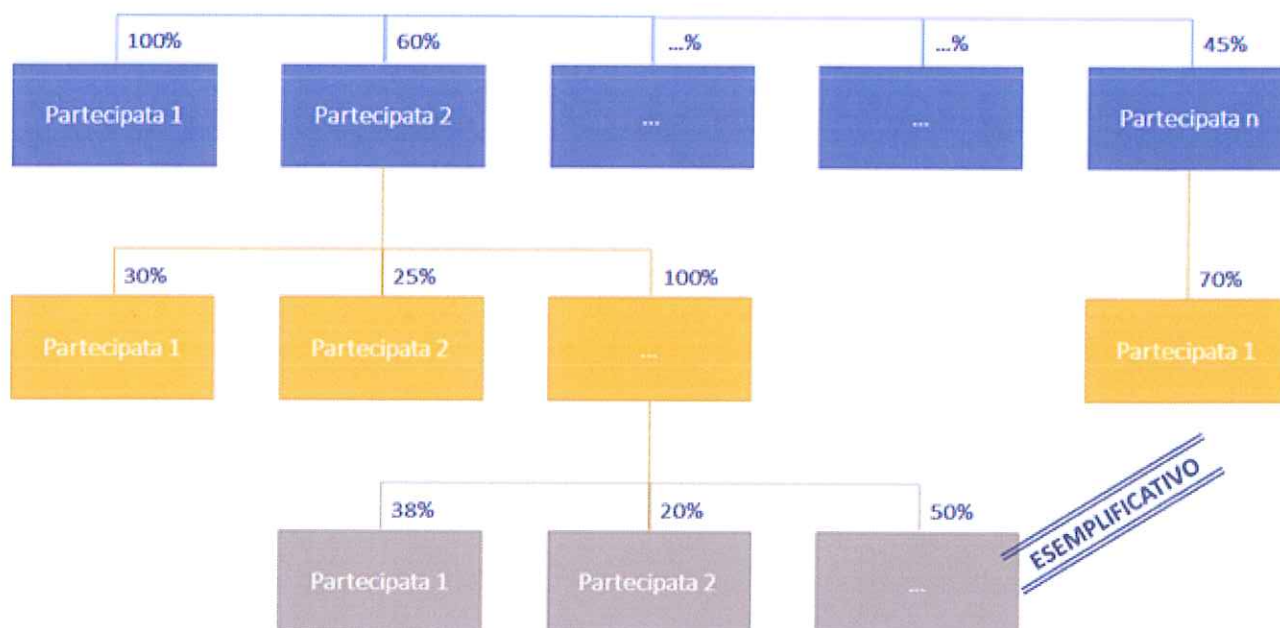 100%
60%
...%
...%
45%
Partecipata 1
Partecipata 2
...
...
Partecipata n
30%
25%
100%
70%
Partecipata 1
Partecipata 2
...
Partecipata 1
38%
20%
50%
ESEMPLIFICATIVO
Partecipata 1
Partecipata 2
...